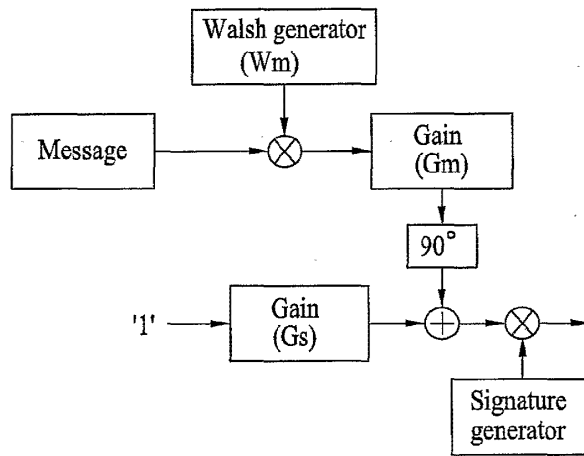 Walsh generator
(Wm)
Message
Gain
(Gm)
90°
'1'
Gain
(Gs)
Signature
generator